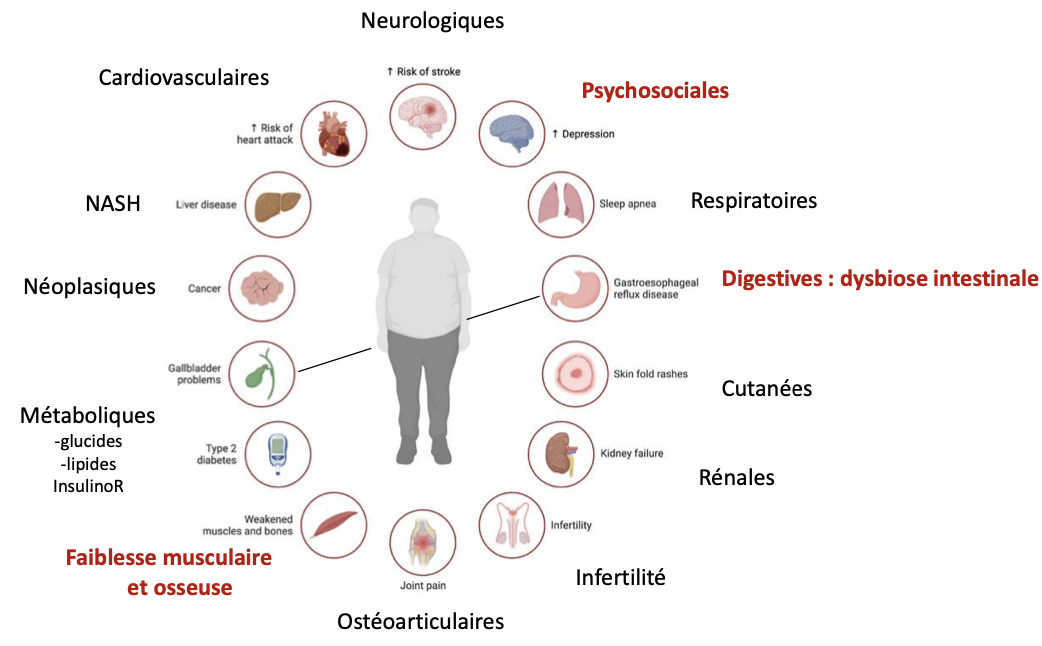 Neurologiques
Cardiovasculaires
↑ Risk of stroke
Psychosociales
↑ Risk of
heart attack
↑ Depression
NASH
Liver disease
Sleep apnea
Respiratoires
Néoplasiques
Cancer
Gastroesophageal
reflux disease
Digestives : dysbiose intestinale
Gallbladder
problems
Skin fold rashes
Cutanées
Métaboliques
-glucides
-lipides
InsulinoR
Type 2
diabetes
Kidney failure
Rénales
Weakened
muscles and bones
Infertility
Faiblesse musculaire
et osseuse
Joint pain
Infertilité
Ostéoarticulaires